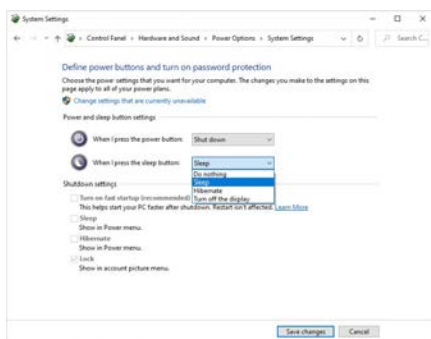 System Settings
Control Panel › Hardware and Sound › Power Options › System Settings
Search C...
Define power buttons and turn on password protection
Choose the power settings that you want for your computer. The changes you make to the settings on this
page apply to all of your power plans.
Change settings that are currently unavailable
Power and sleep button settings
When I press the power button: Shut down
When I press the sleep button: Sleep
Do nothing
Sleep
Hibernate
Turn off the display
Shutdown settings
Turn on fast startup (recommended)
This helps start your PC faster after shutdown. Restart isn't affected. Learn More
Sleep
Show in Power menu.
Hibernate
Show in Power menu.
Lock
Show in account picture menu.
Save changes
Cancel